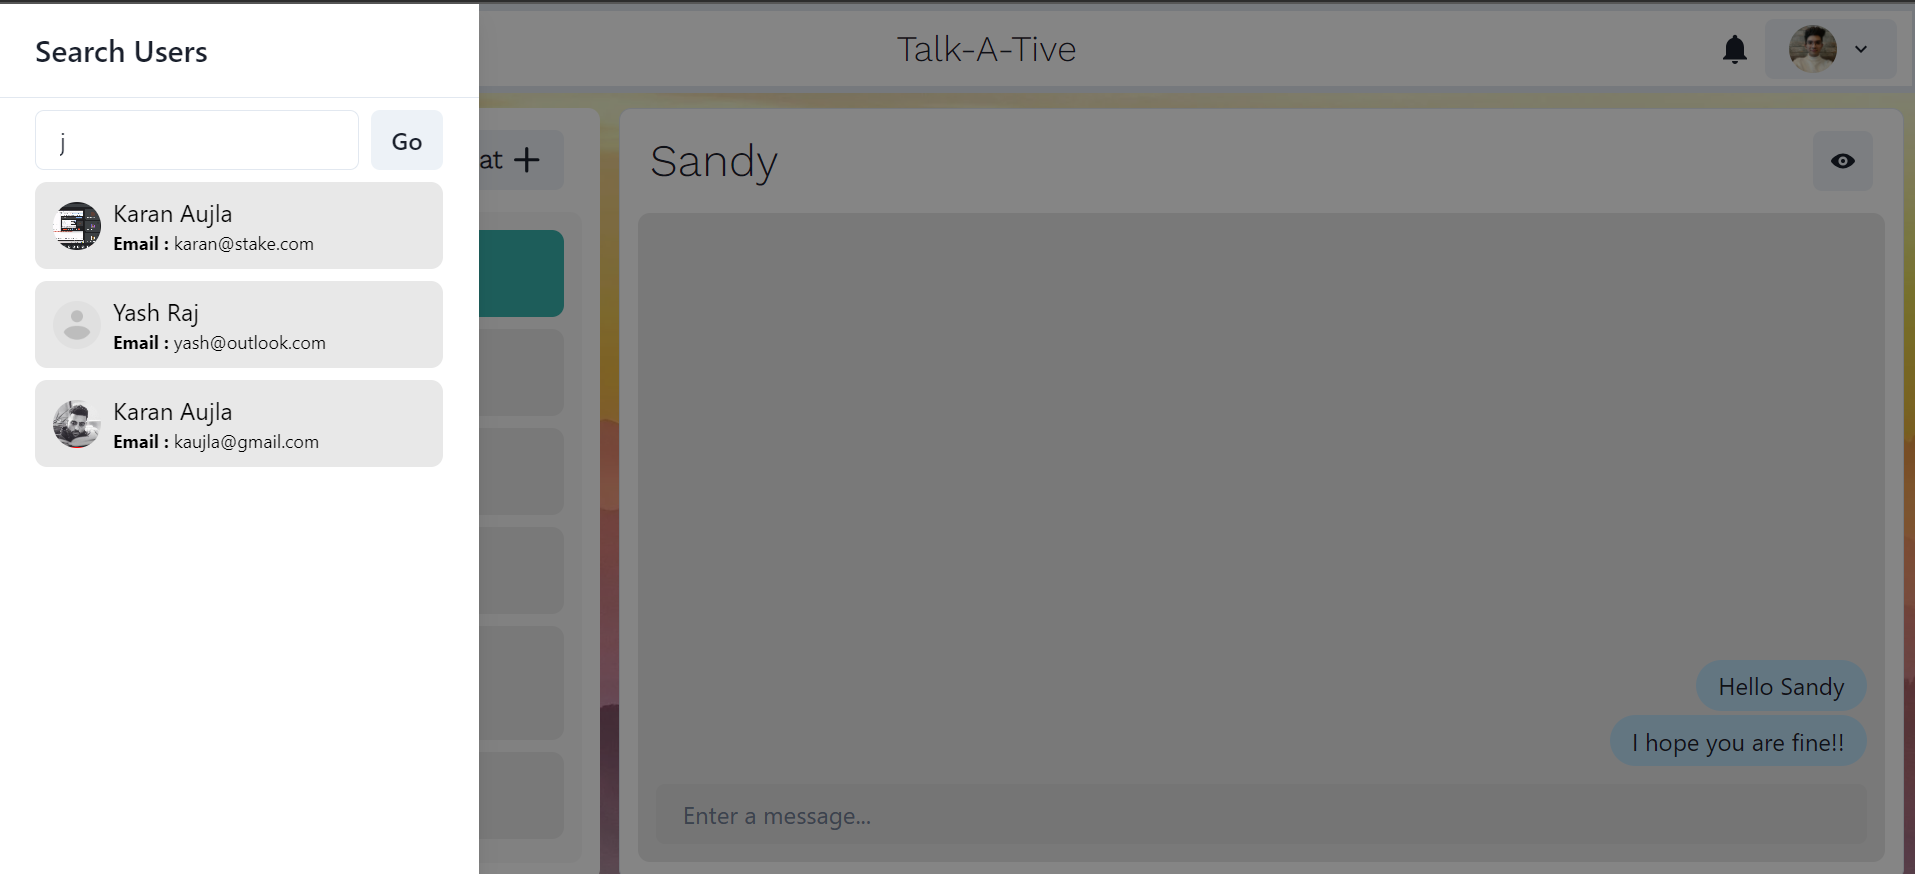 Search Users
j
Go
Karan Aujla
Email : karan@stake.com
Yash Raj
Email : yash@outlook.com
Karan Aujla
Email : kaujla@gmail.com
Talk-A-Tive
at +
Sandy
Hello Sandy
I hope you are fine!!
Enter a message...